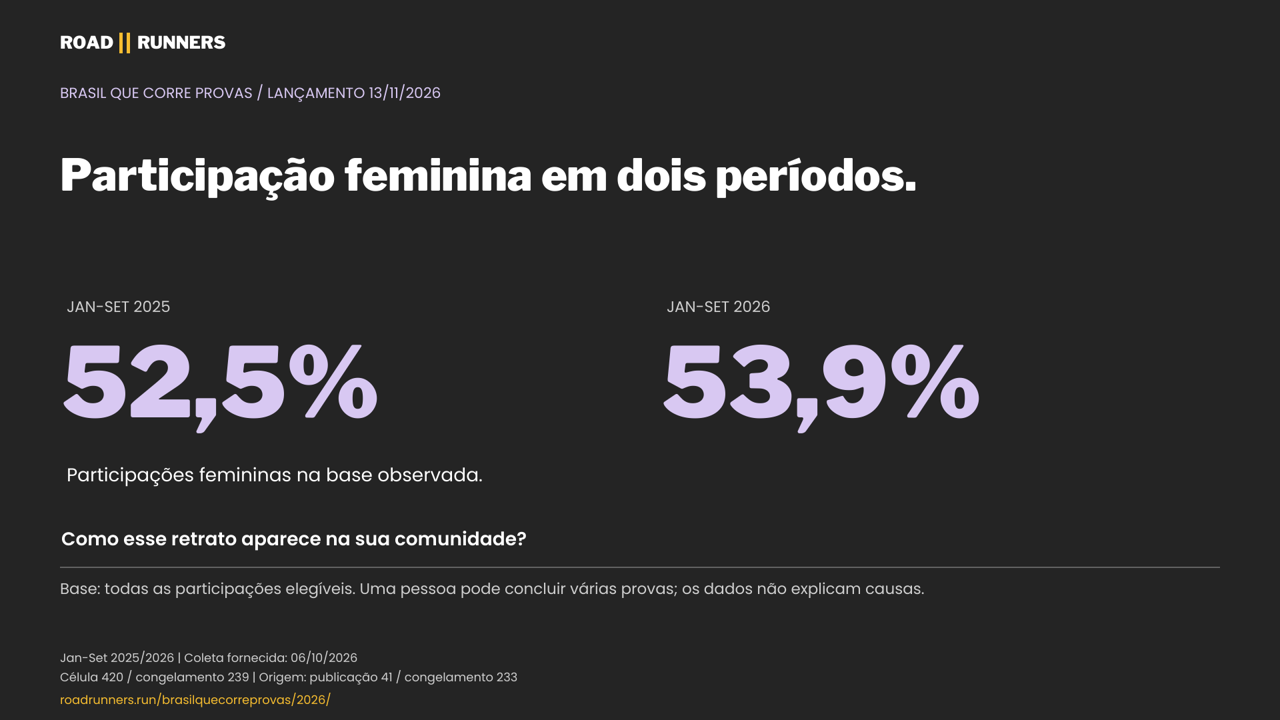 ROAD || RUNNERS
BRASIL QUE CORRE PROVAS / LANÇAMENTO 13/11/2026
Participação feminina em dois períodos.
JAN-SET 2025
52,5%
JAN-SET 2026
53,9%
Participações femininas na base observada.
Como esse retrato aparece na sua comunidade?
Base: todas as participações elegíveis. Uma pessoa pode concluir várias provas; os dados não explicam causas.
Jan-Set 2025/2026 | Coleta fornecida: 06/10/2026
Célula 420 / congelamento 239 | Origem: publicação 41 / congelamento 233
roadrunners.run/brasilquecorreprovas/2026/